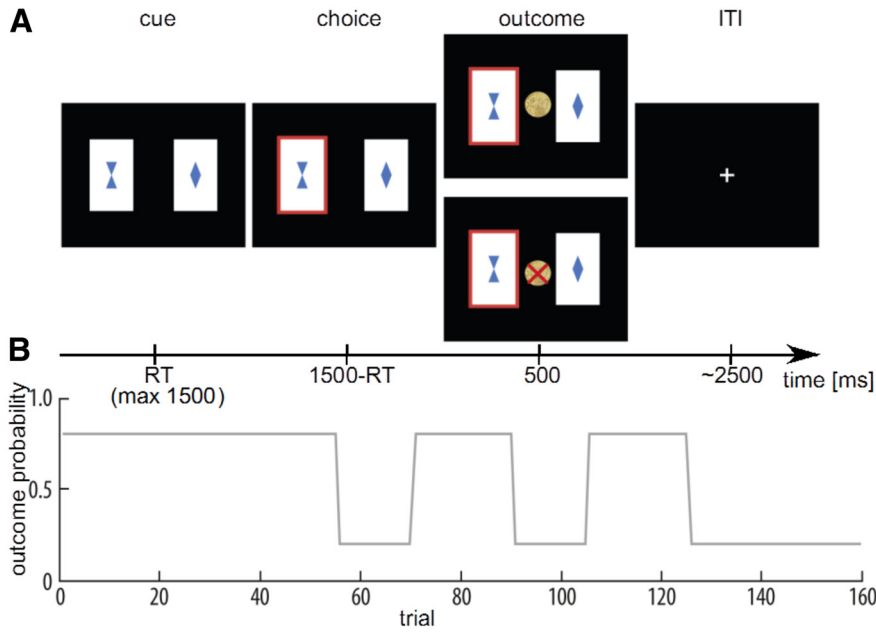 A
cue choice outcome ITI
B
RT 1500-RT 500 ~2500 time [ms]
(max 1500)
outcome probability
1.0
0.5
0
0 20 40 60 80 100 120 140 160
trial